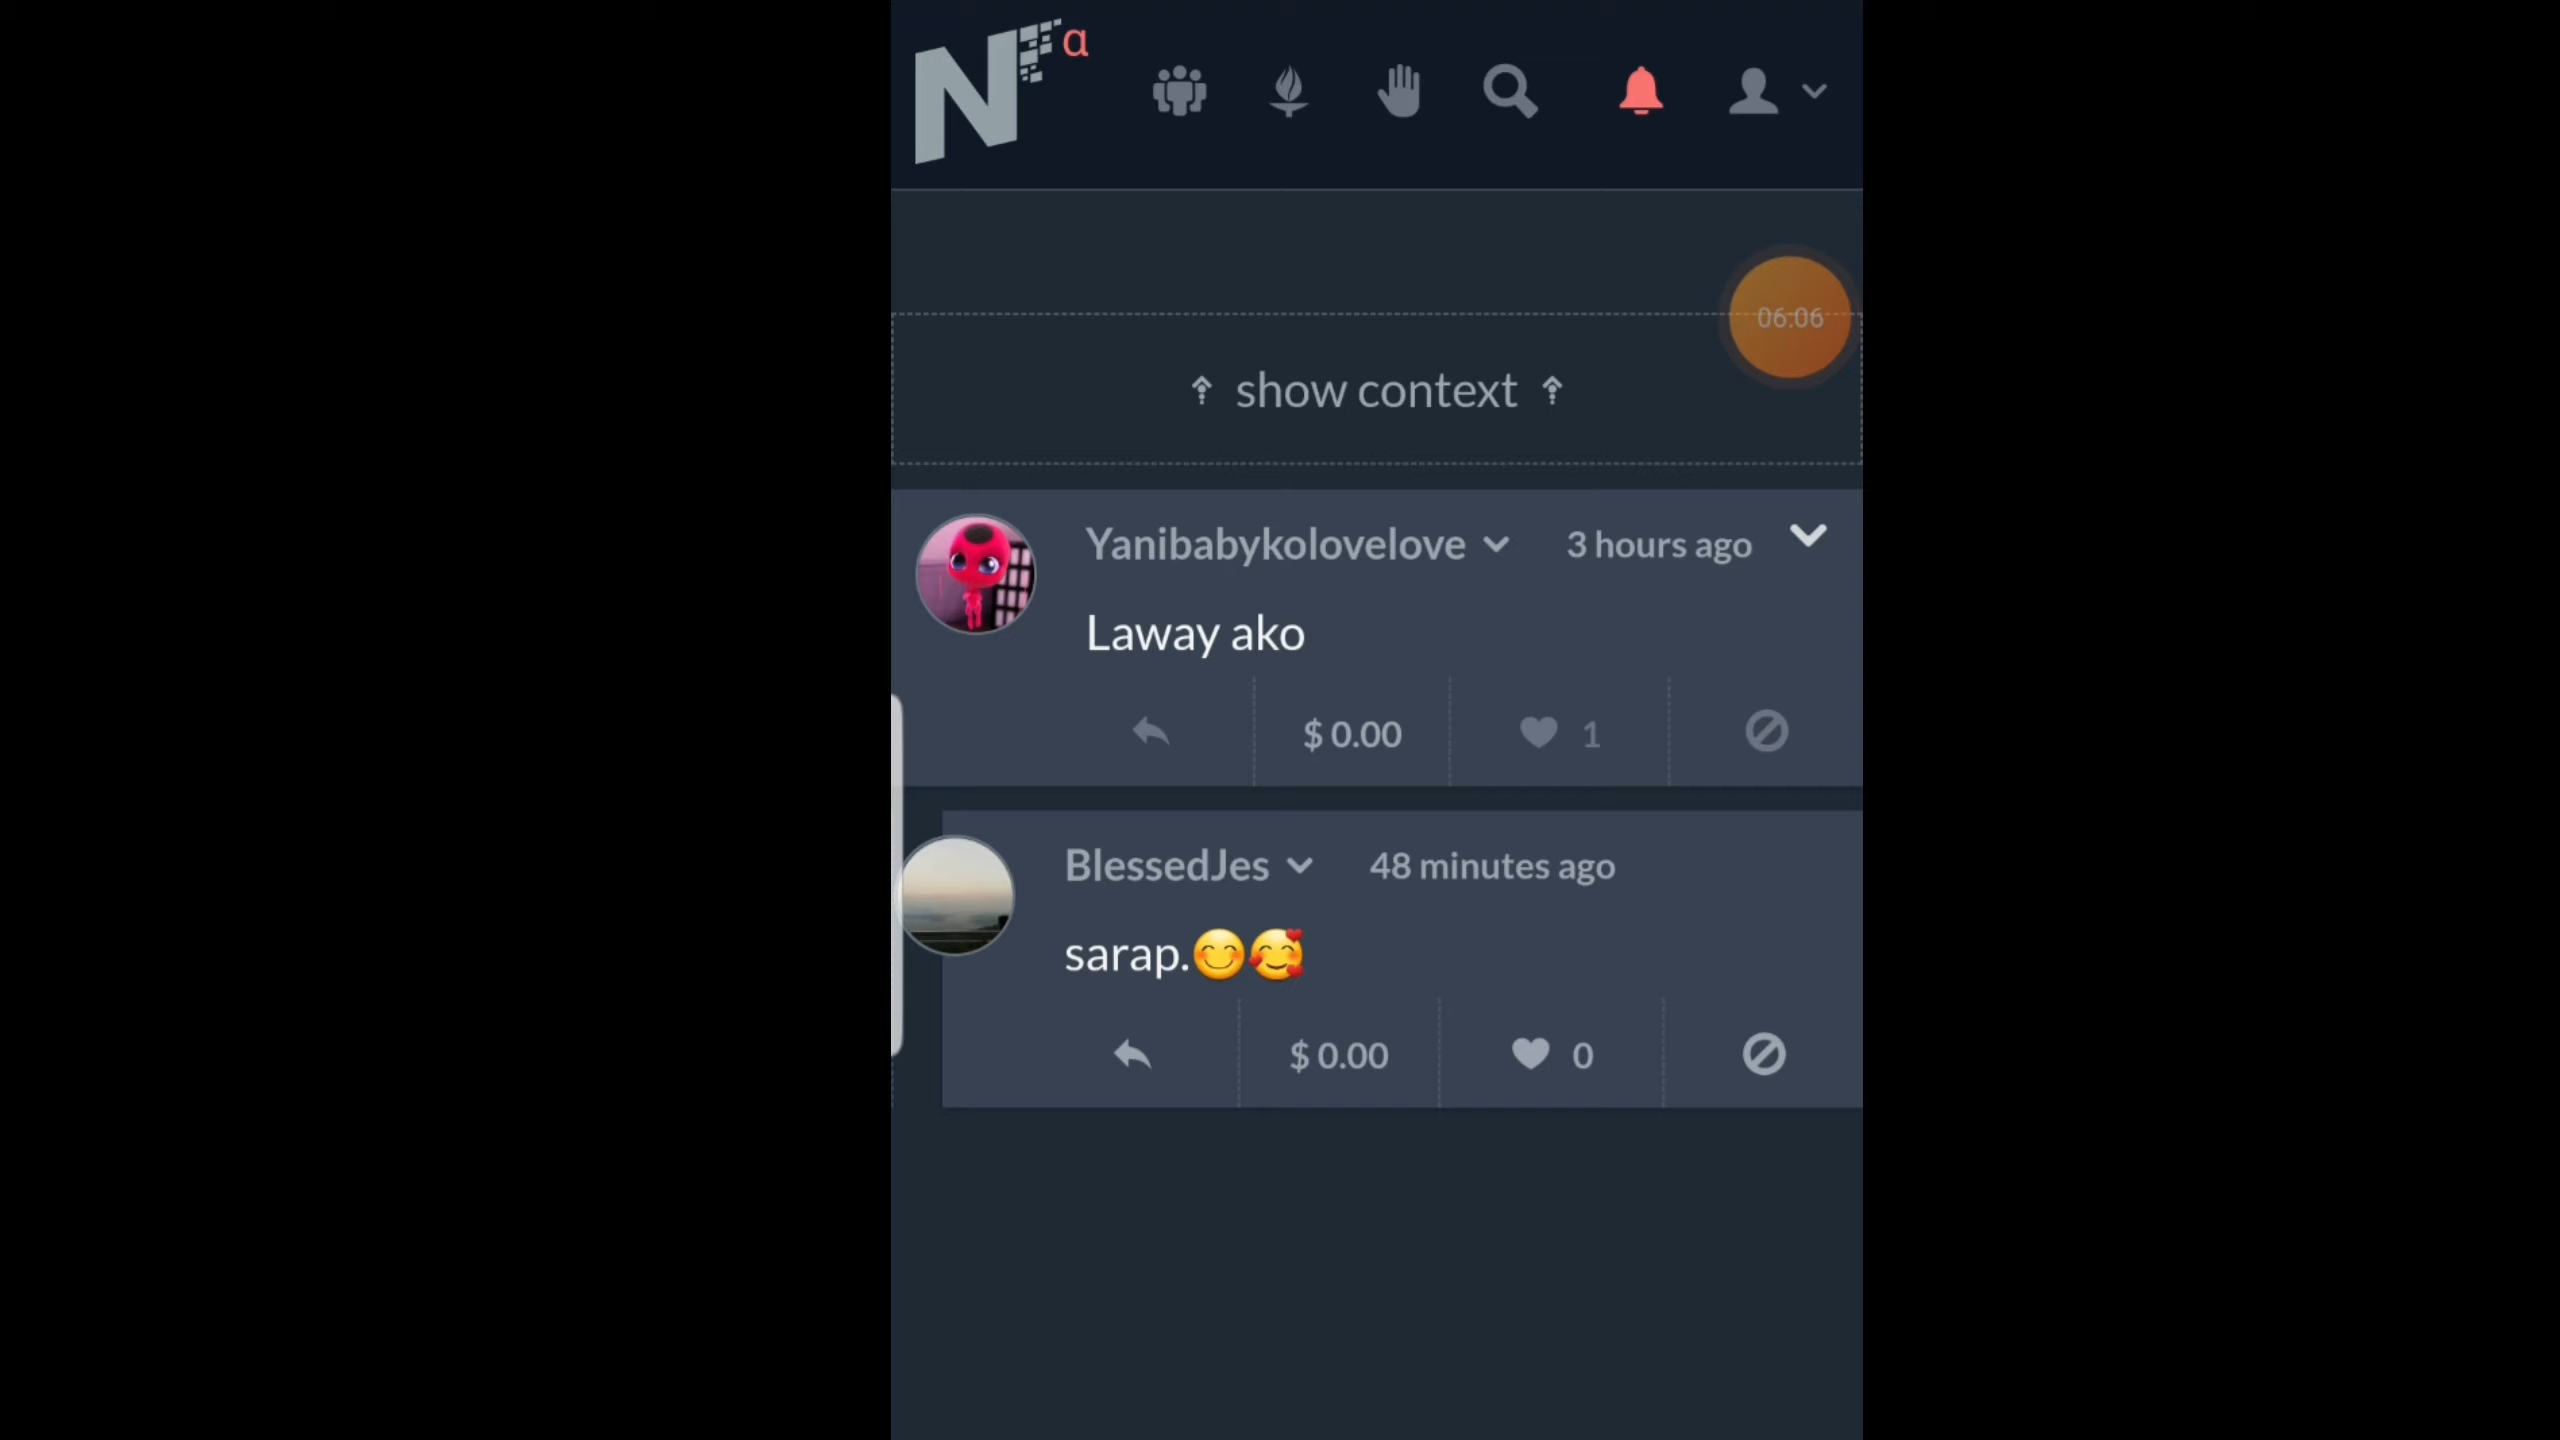 N α
06:06
show context
Yanibabykolovelove 3 hours ago
Laway ako
$ 0.00 1
BlessedJes 48 minutes ago
sarap.😊🥰
$ 0.00 0